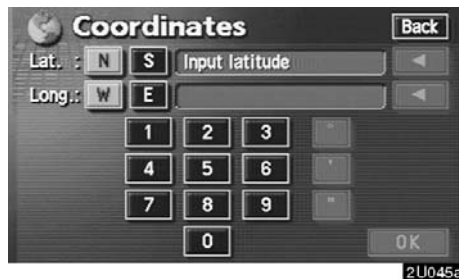 Coordinates Back
Lat. : N S Input latitude ◀
Long.: W E ◀
1 2 3 °
4 5 6 '
7 8 9 "
0 OK
2U045a